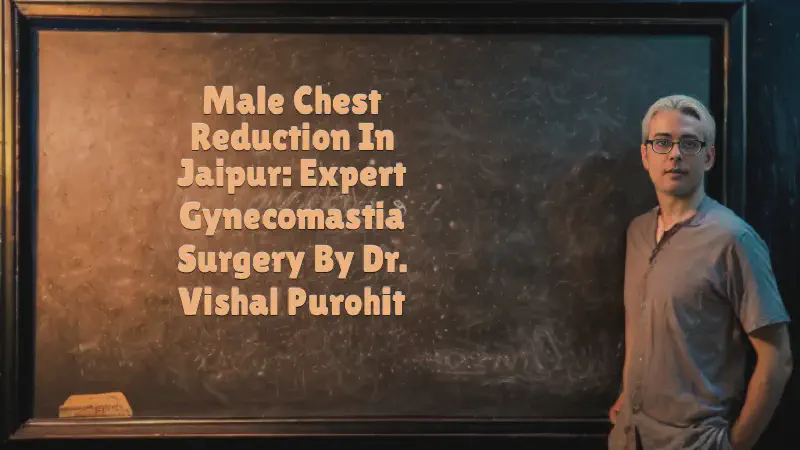 Male Chest
Reduction In
Jaipur: Expert
Gynecomastia
Surgery By Dr.
Vishal Purohit